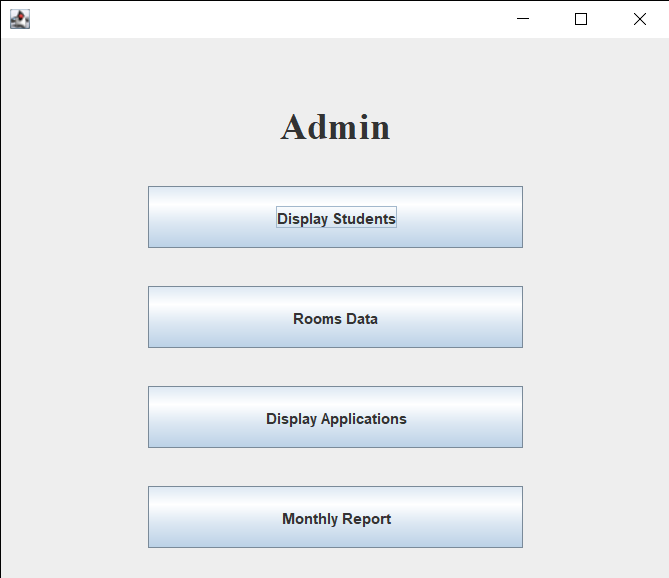 Admin
Display Students
Rooms Data
Display Applications
Monthly Report